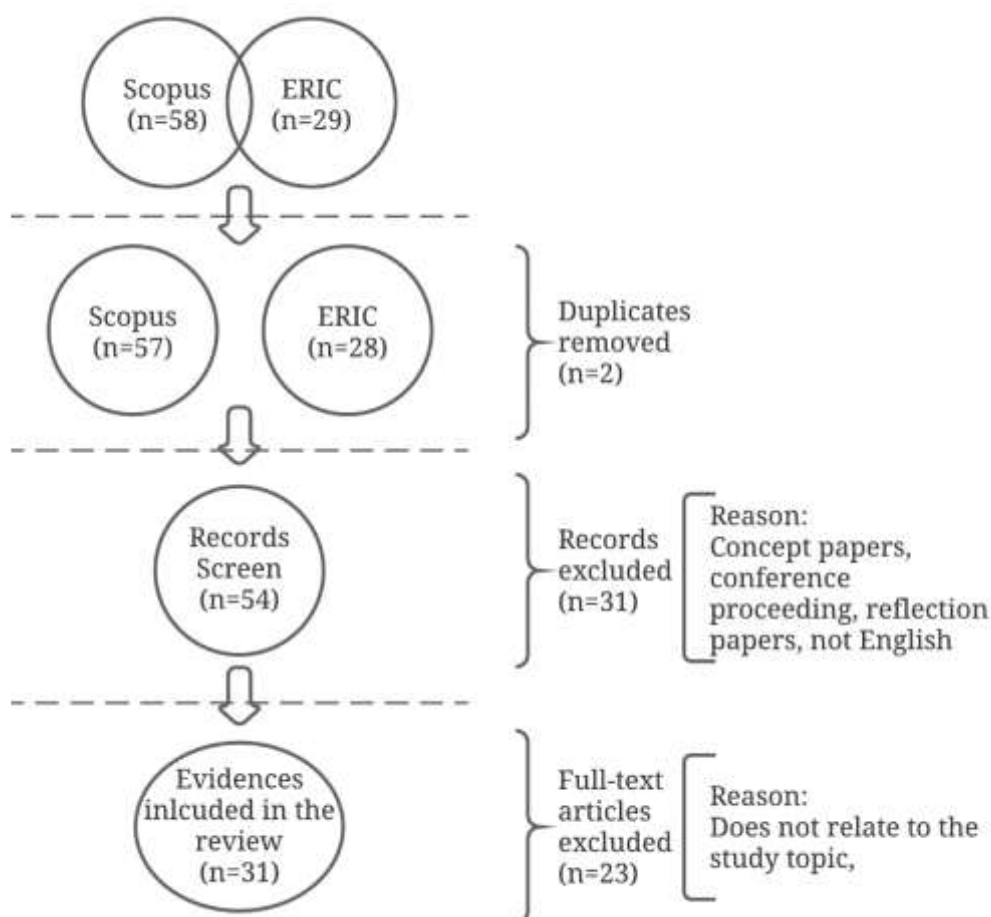 Scopus
(n=58)
ERIC
(n=29)
Scopus
(n=57)
ERIC
(n=28)
Duplicates
removed
(n=2)
Records
Screen
(n=54)
Records
excluded
(n=31)
Reason:
Concept papers,
conference
proceeding, reflection
papers, not English
Evidences
inlcuded in the
review
(n=31)
Full-text
articles
excluded
(n=23)
Reason:
Does not relate to the
study topic,